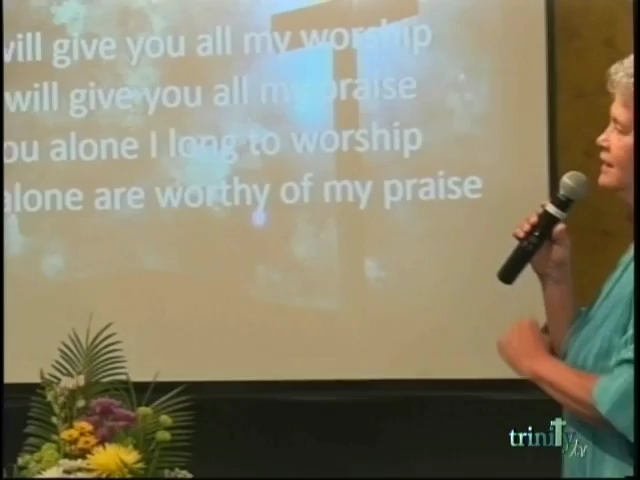 will give you all my worship
will give you all my praise
ou alone I long to worship
alone are worthy of my praise
trinity tv